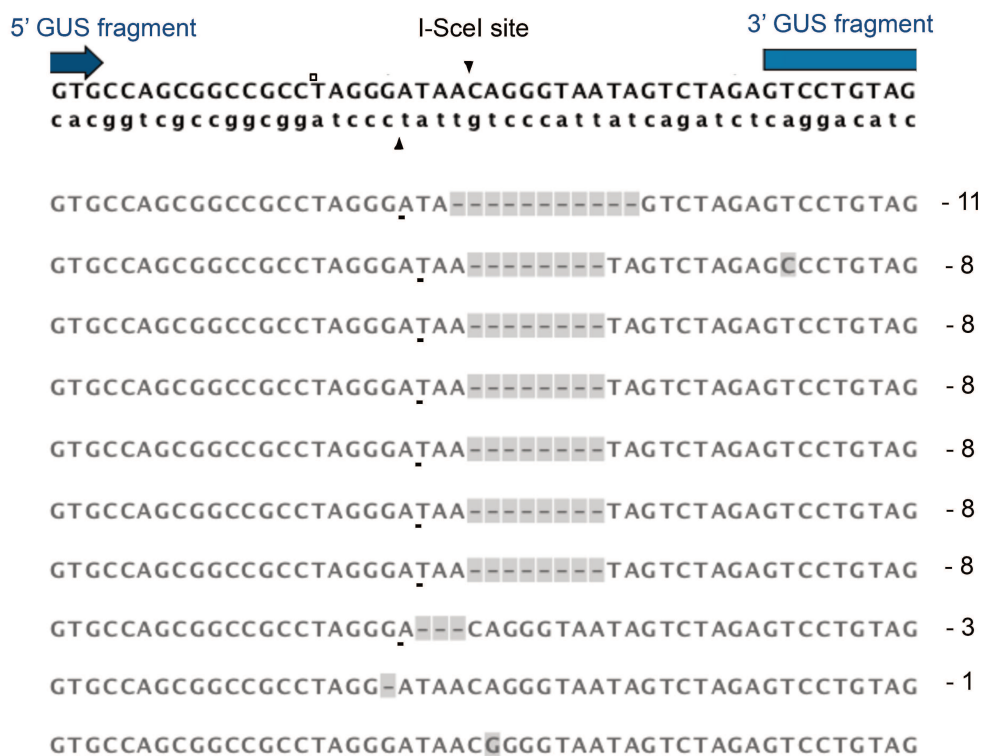 5’ GUS fragment I-SceI site 3’ GUS fragment
GTGCCAGCGGCCGCCTAGGGATAACAGGGTAATAGTCTAGAGTCCTGTAG
cacggtcgccggcggatccctattgtcccattatcagatctcaggacatc
GTGCCAGCGGCCGCCTAGGGATA-----------GTCTAGAGTCCTGTAG - 11
GTGCCAGCGGCCGCCTAGGGATAA--------TAGTCTAGAGCCCTGTAG - 8
GTGCCAGCGGCCGCCTAGGGATAA--------TAGTCTAGAGTCCTGTAG - 8
GTGCCAGCGGCCGCCTAGGGATAA--------TAGTCTAGAGTCCTGTAG - 8
GTGCCAGCGGCCGCCTAGGGATAA--------TAGTCTAGAGTCCTGTAG - 8
GTGCCAGCGGCCGCCTAGGGATAA--------TAGTCTAGAGTCCTGTAG - 8
GTGCCAGCGGCCGCCTAGGGATAA--------TAGTCTAGAGTCCTGTAG - 8
GTGCCAGCGGCCGCCTAGGGA---CAGGGTAATAGTCTAGAGTCCTGTAG - 3
GTGCCAGCGGCCGCCTAGG-ATAACAGGGTAATAGTCTAGAGTCCTGTAG - 1
GTGCCAGCGGCCGCCTAGGGATAACGGGGTAATAGTCTAGAGTCCTGTAG